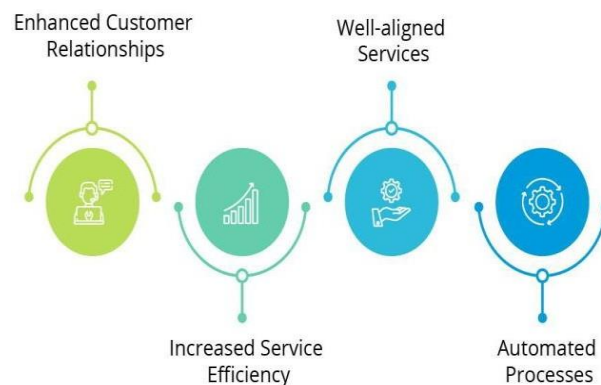 Enhanced Customer
Relationships
Well-aligned
Services
Increased Service
Efficiency
Automated
Processes